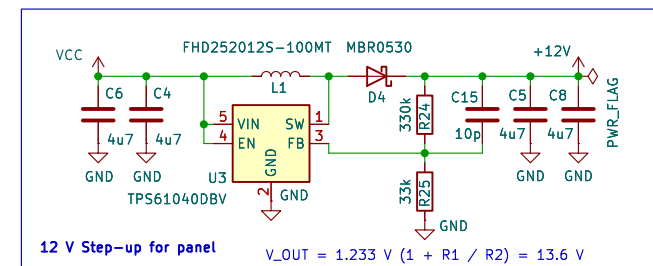 FHD252012S-100MT MBR0530
VCC
+12V
L1
D4
C6
C4
4u7
4u7
GND
GND
5 VIN
4 EN
SW 1
FB 3
GND
2
U3
TPS61040DBV
GND
330k
R24
33k
R25
GND
C15
10p
C5
4u7
GND
C8
4u7
GND
PWR_FLAG
12 V Step-up for panel
V_OUT = 1.233 V (1 + R1 / R2) = 13.6 V